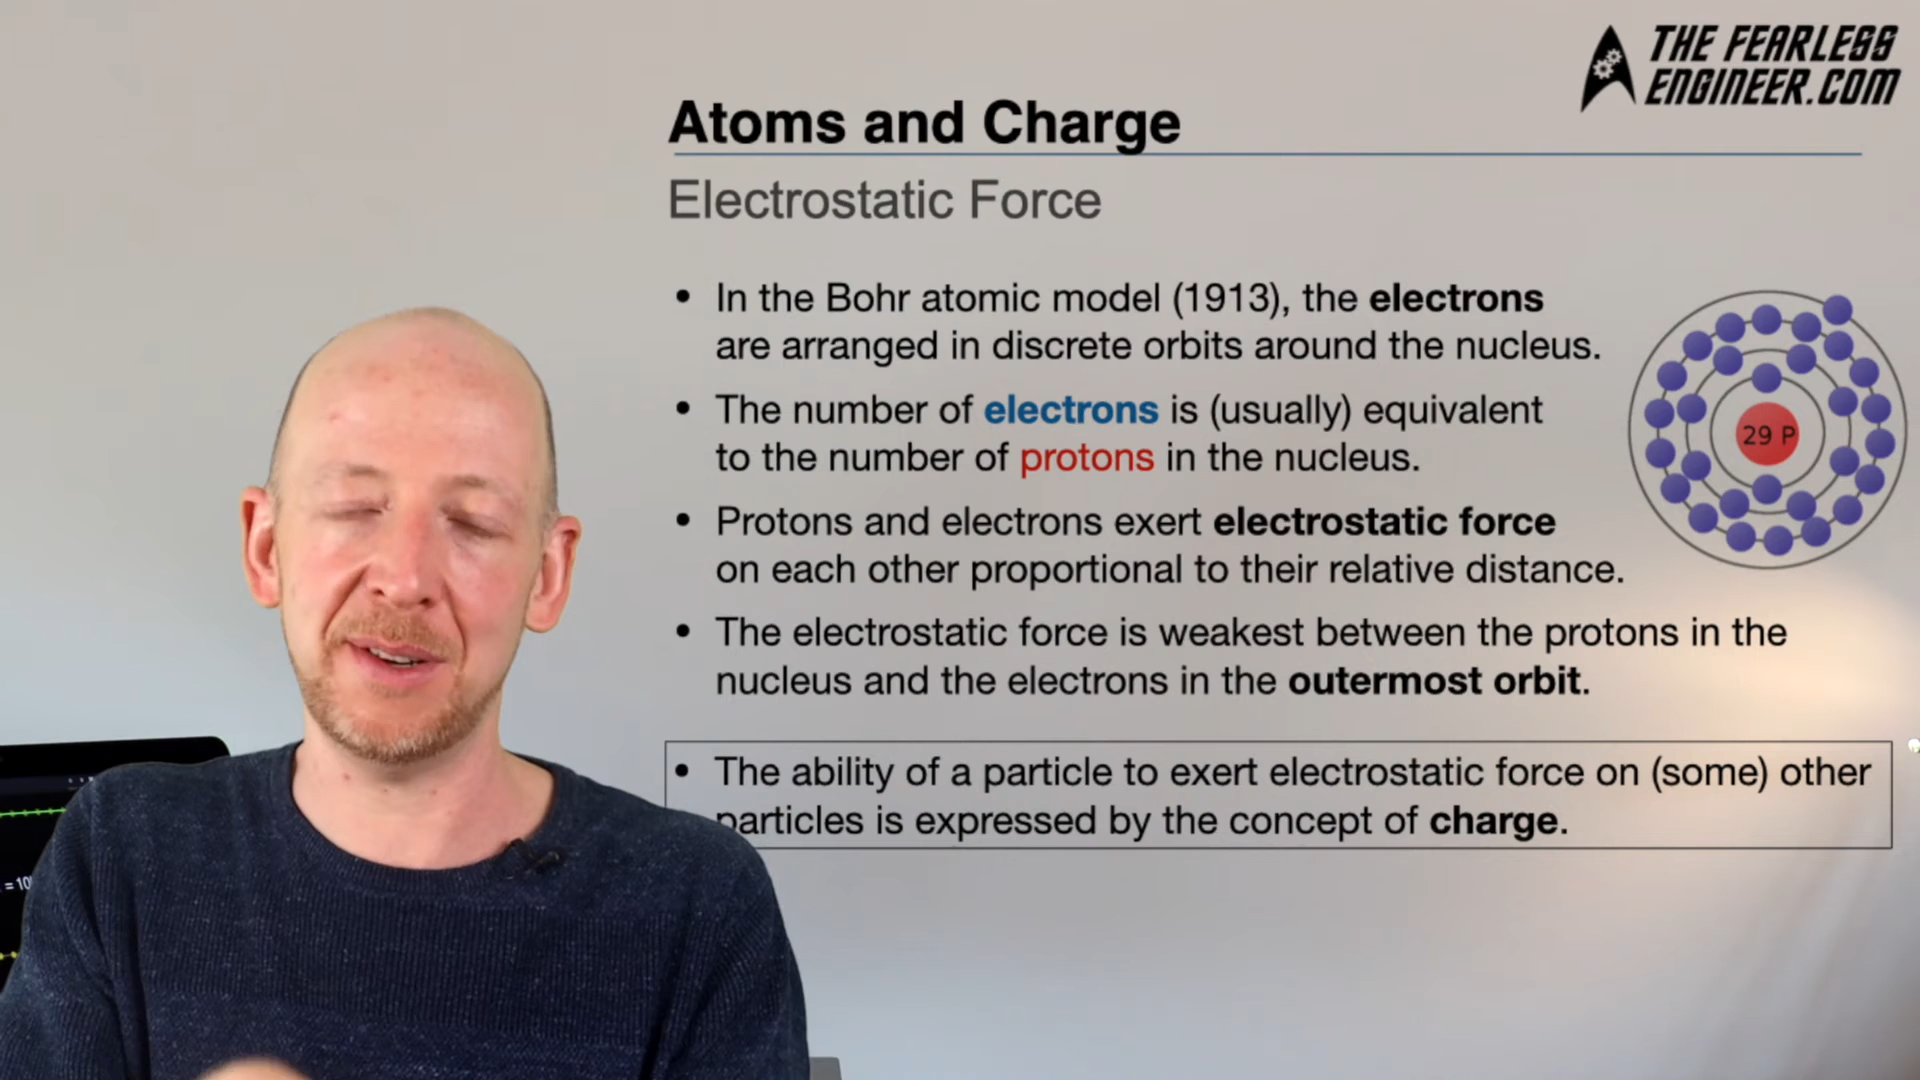 THE FEARLESS
ENGINEER.COM
Atoms and Charge
Electrostatic Force
• In the Bohr atomic model (1913), the electrons
are arranged in discrete orbits around the nucleus.
• The number of electrons is (usually) equivalent
to the number of protons in the nucleus.
29 P
• Protons and electrons exert electrostatic force
on each other proportional to their relative distance.
• The electrostatic force is weakest between the protons in the
nucleus and the electrons in the outermost orbit.
• The ability of a particle to exert electrostatic force on (some) other
particles is expressed by the concept of charge.